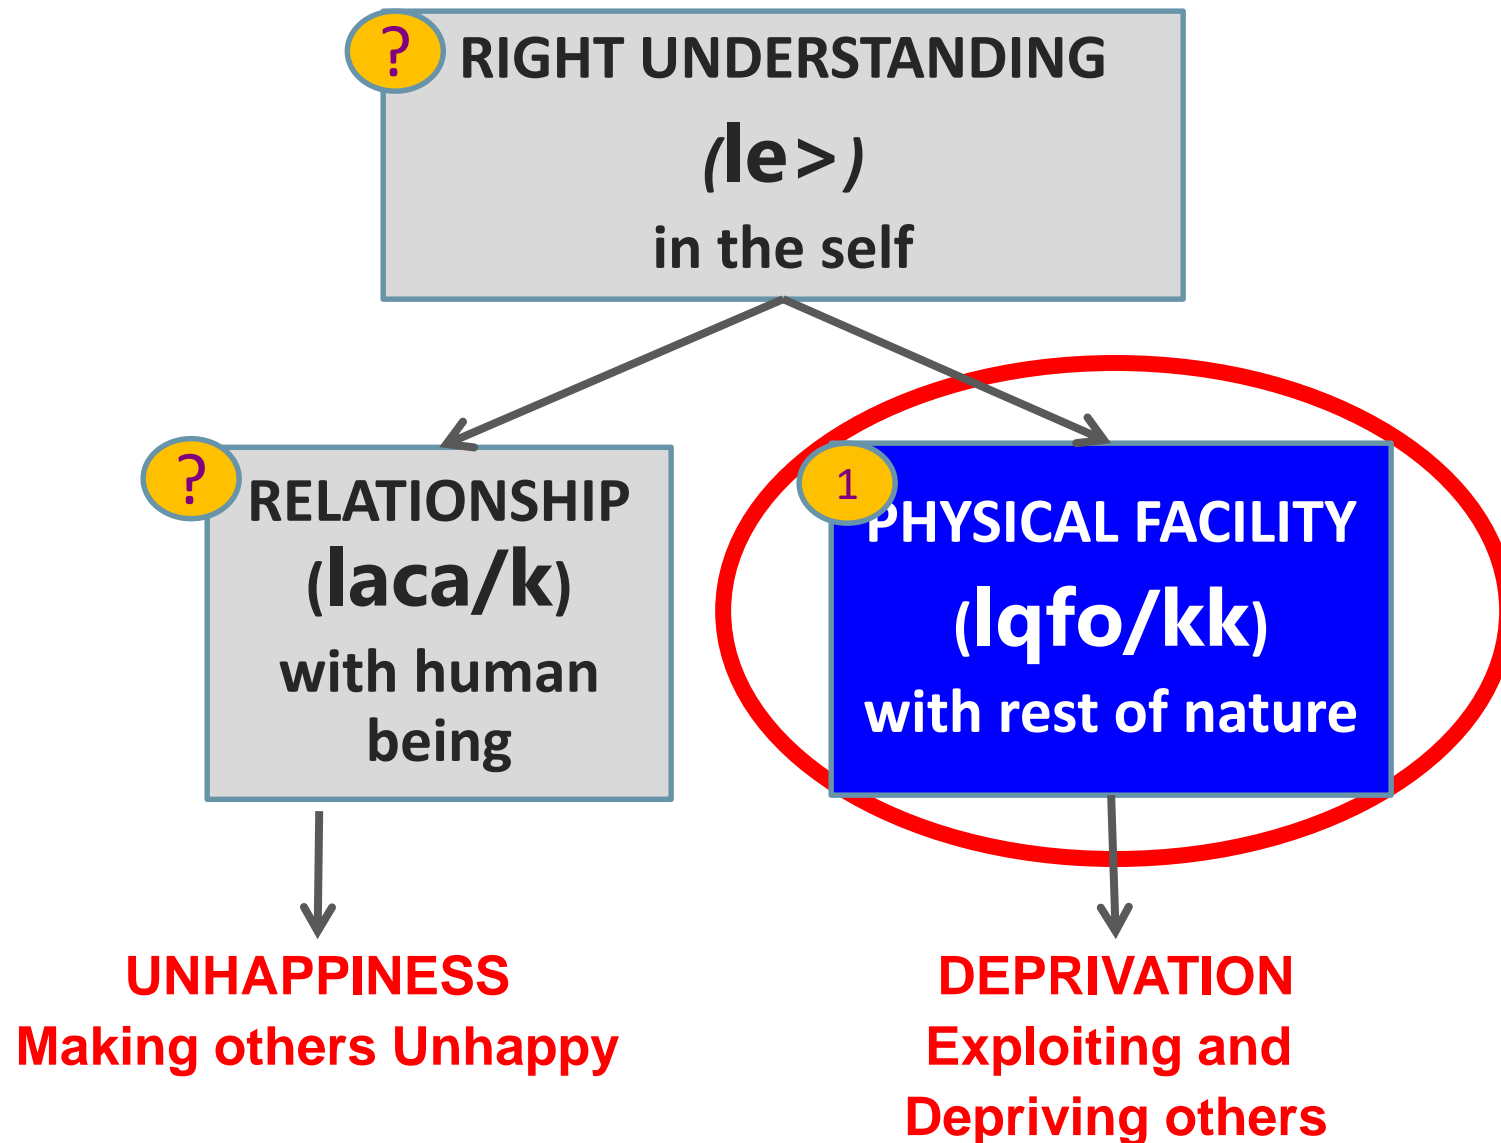 ?
RIGHT UNDERSTANDING
(le>)
in the self
?
RELATIONSHIP
(laca/k)
with human
being
1
PHYSICAL FACILITY
(lqfo/kk)
with rest of nature
UNHAPPINESS
Making others Unhappy
DEPRIVATION
Exploiting and
Depriving others